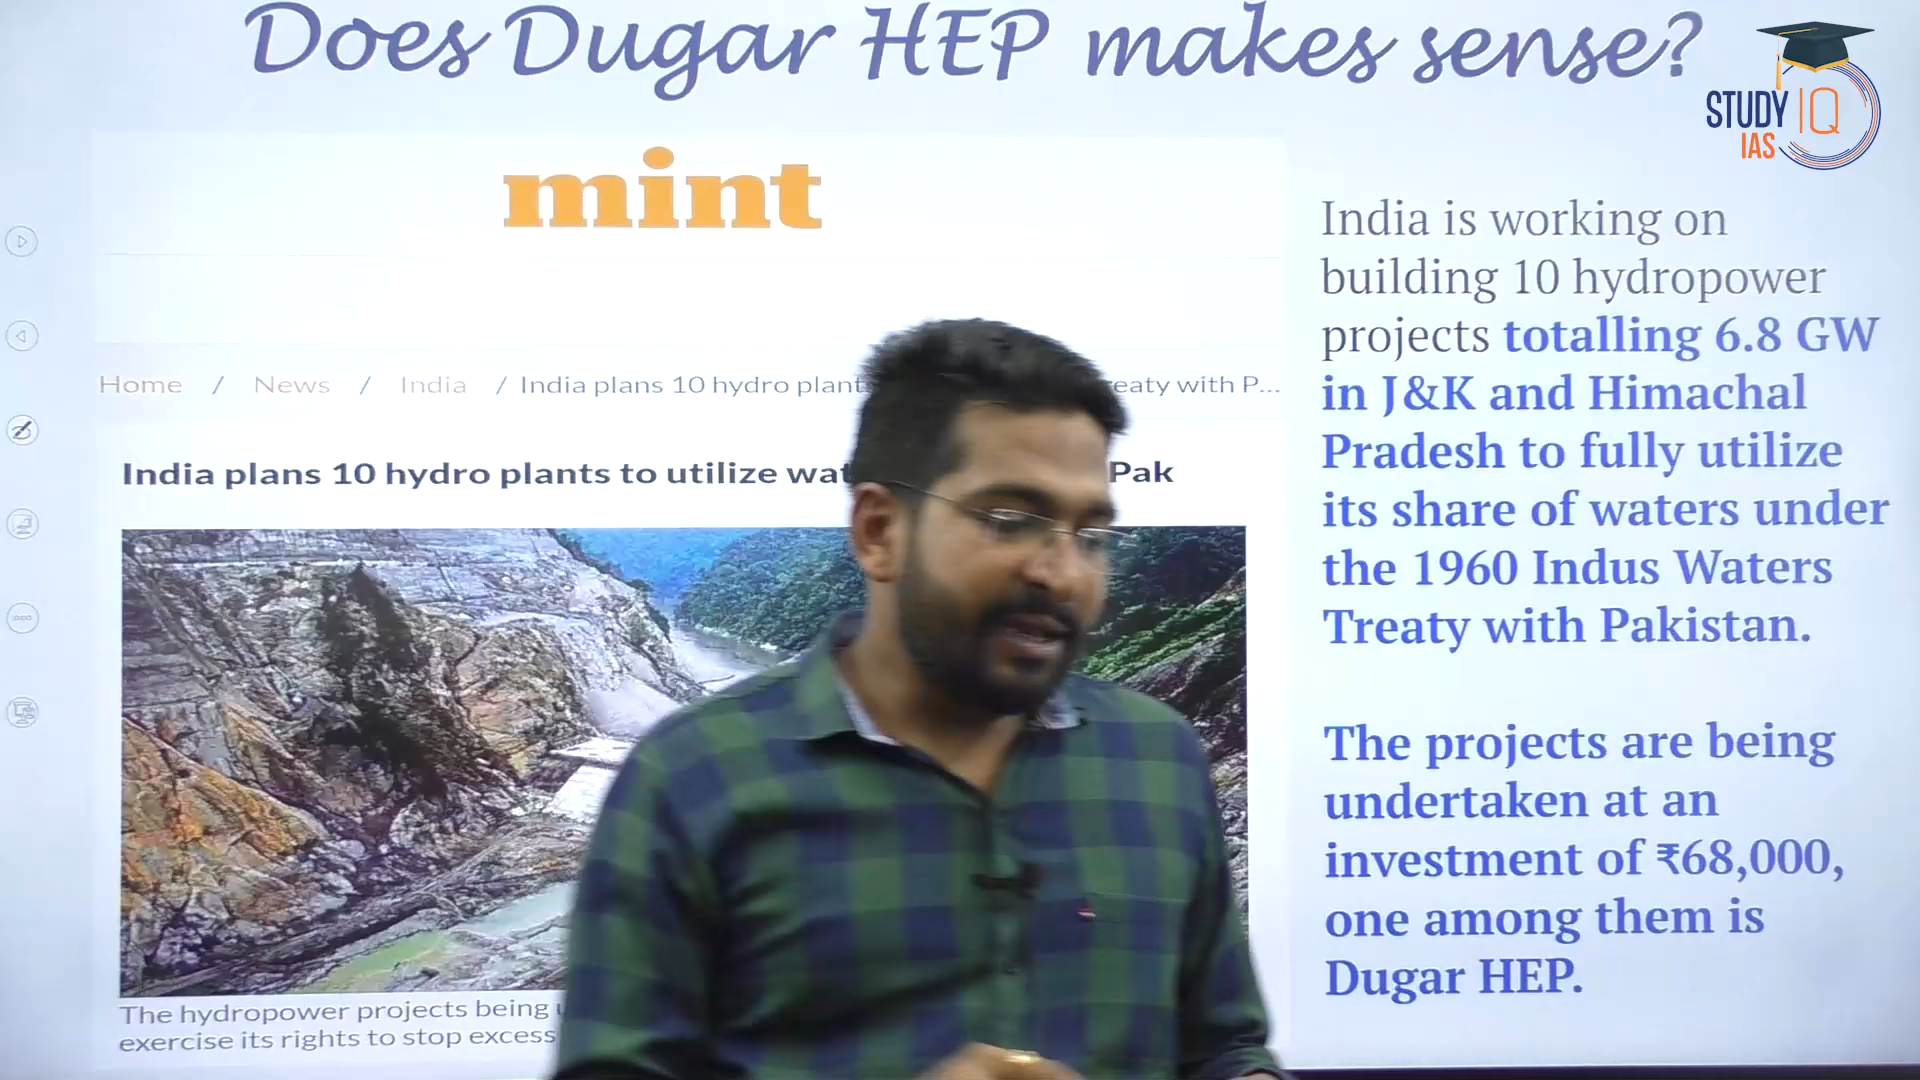 Does Dugar HEP makes sense?
STUDY IQ
IAS
mint
Home / News / India / India plans 10 hydro plant eaty with P...
India plans 10 hydro plants to utilize wat Pak
The hydropower projects being
exercise its rights to stop excess
India is working on
building 10 hydropower
projects totalling 6.8 GW
in J&K and Himachal
Pradesh to fully utilize
its share of waters under
the 1960 Indus Waters
Treaty with Pakistan.
The projects are being
undertaken at an
investment of ₹68,000,
one among them is
Dugar HEP.